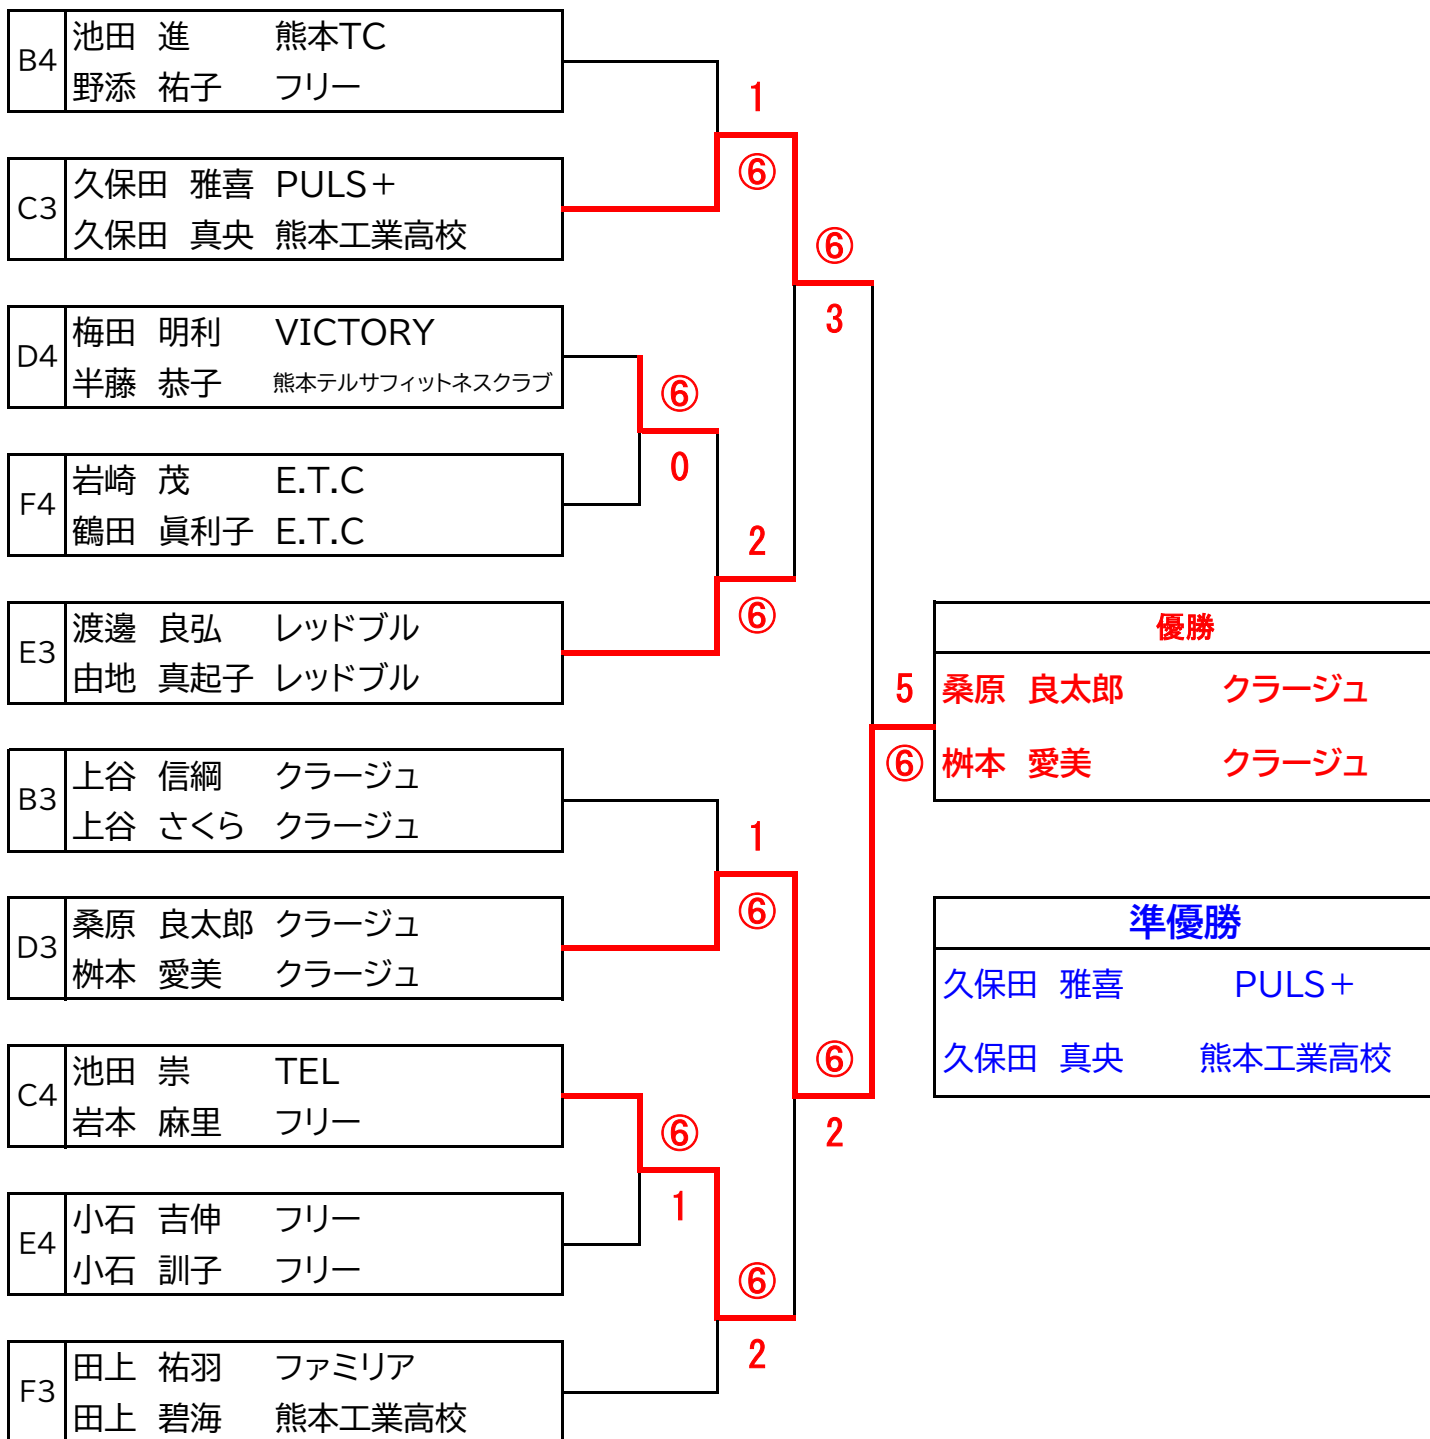 B4
池田 進 熊本TC
野添 祐子 フリー
C3
久保田 雅喜 PULS＋
久保田 真央 熊本工業高校
D4
梅田 明利 VICTORY
半藤 恭子 熊本テルサフィットネスクラブ
F4
岩崎 茂 E.T.C
鶴田 眞利子 E.T.C
E3
渡邊 良弘 レッドブル
由地 真起子 レッドブル
B3
上谷 信綱 クラージュ
上谷 さくら クラージュ
D3
桑原 良太郎 クラージュ
桝本 愛美 クラージュ
C4
池田 崇 TEL
岩本 麻里 フリー
E4
小石 吉伸 フリー
小石 訓子 フリー
F3
田上 祐羽 ファミリア
田上 碧海 熊本工業高校
⑥
0
⑥
1
1
⑥
2
⑥
1
⑥
⑥
2
⑥
3
⑥
2
5
⑥
優勝
桑原 良太郎 クラージュ
桝本 愛美 クラージュ
準優勝
久保田 雅喜 PULS＋
久保田 真央 熊本工業高校